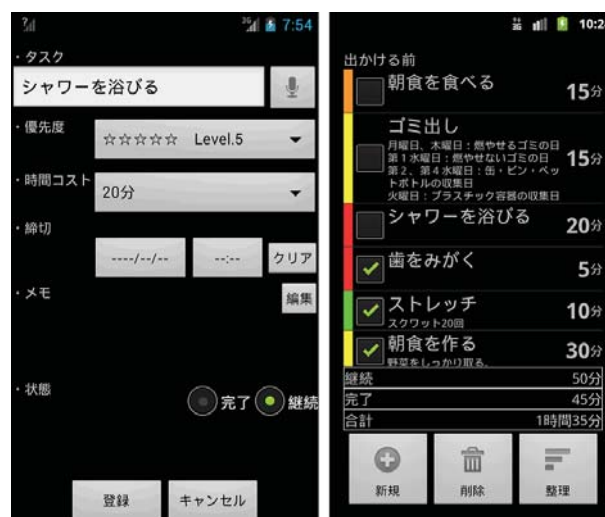 7:54
・タスク
シャワーを浴びる
・優先度
☆☆☆☆☆ Level.5
・時間コスト
20分
・締切
----/--/--
--:--
クリア
・メモ
編集
・状態
完了
継続
登録
キャンセル
10:2
出かける前
朝食を食べる
15分
ゴミ出し
月曜日、木曜日：燃やせるゴミの日
第１水曜日：燃やせないゴミの日
第２、第４水曜日：缶・ビン・ペッ
トボトルの収集日
火曜日：プラスチック容器の収集日
15分
シャワーを浴びる
20分
歯をみがく
5分
ストレッチ
スクワット20回
10分
朝食を作る
野菜をしっかり取る、
30分
継続 50分
完了 45分
合計 1時間35分
新規
削除
整理